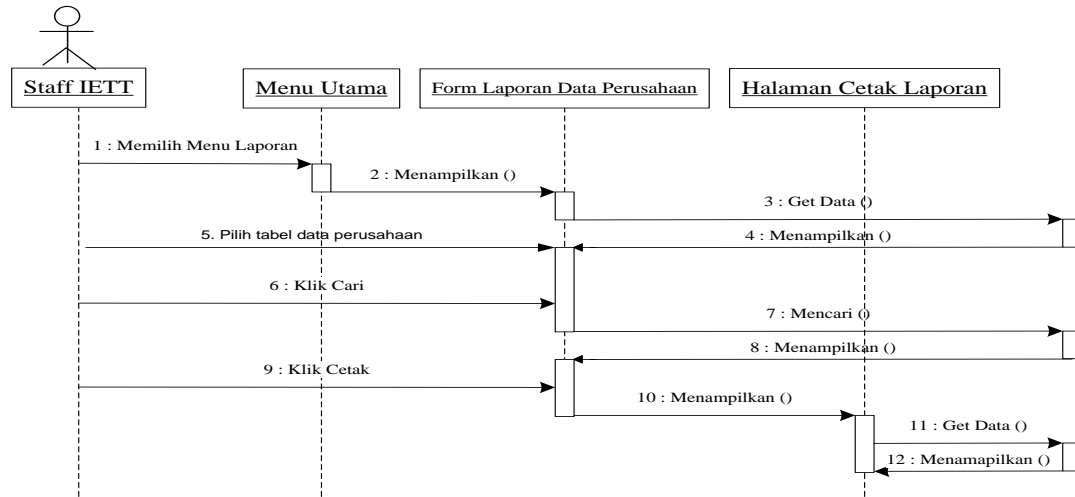 Staff IETT
Menu Utama
Form Laporan Data Perusahaan
Halaman Cetak Laporan
1 : Memilih Menu Laporan
2 : Menampilkan ()
3 : Get Data ()
5. Pilih tabel data perusahaan
4 : Menampilkan ()
6 : Klik Cari
7 : Mencari ()
8 : Menampilkan ()
9 : Klik Cetak
10 : Menampilkan ()
11 : Get Data ()
12 : Menamapilkan ()